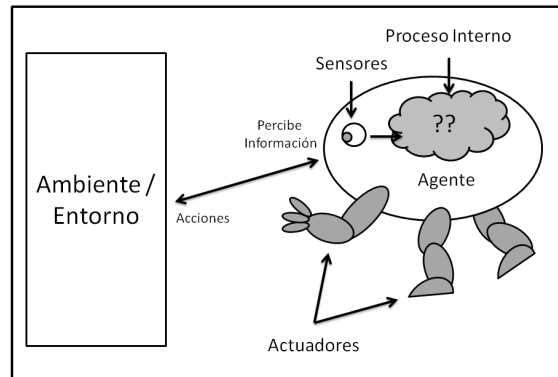 Proceso Interno
Sensores
??
Percibe
Información
Agente
Ambiente /
Entorno
Acciones
Actuadores